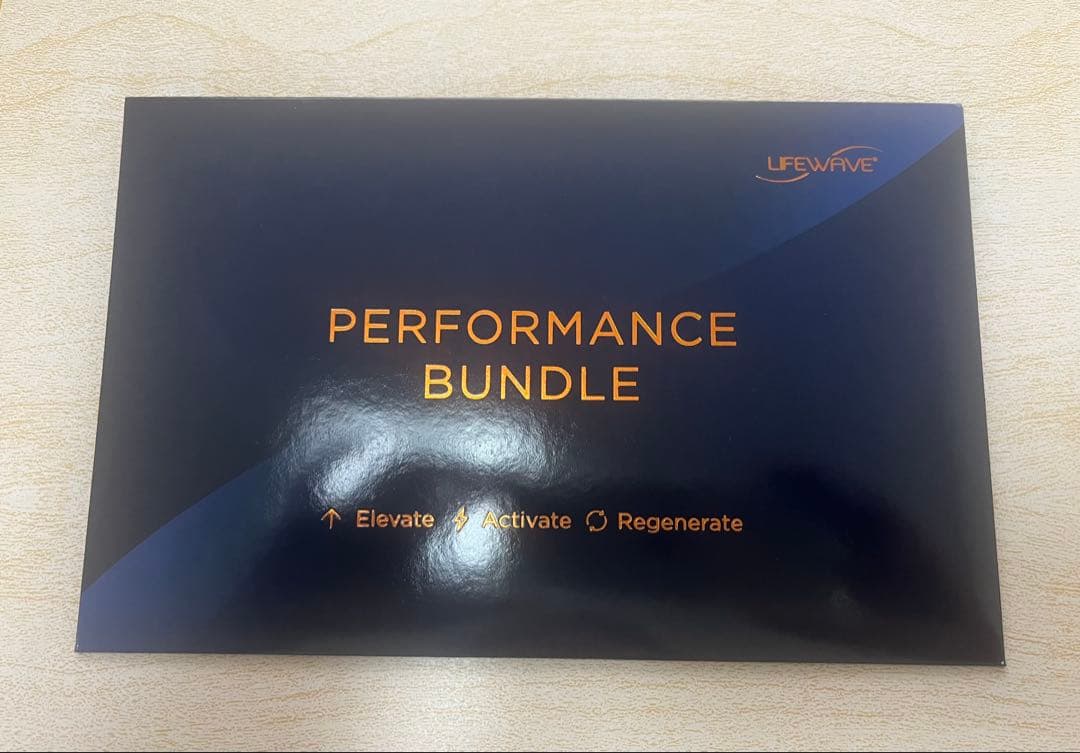 LIFEWAVE®
PERFORMANCE
BUNDLE
Elevate Activate Regenerate